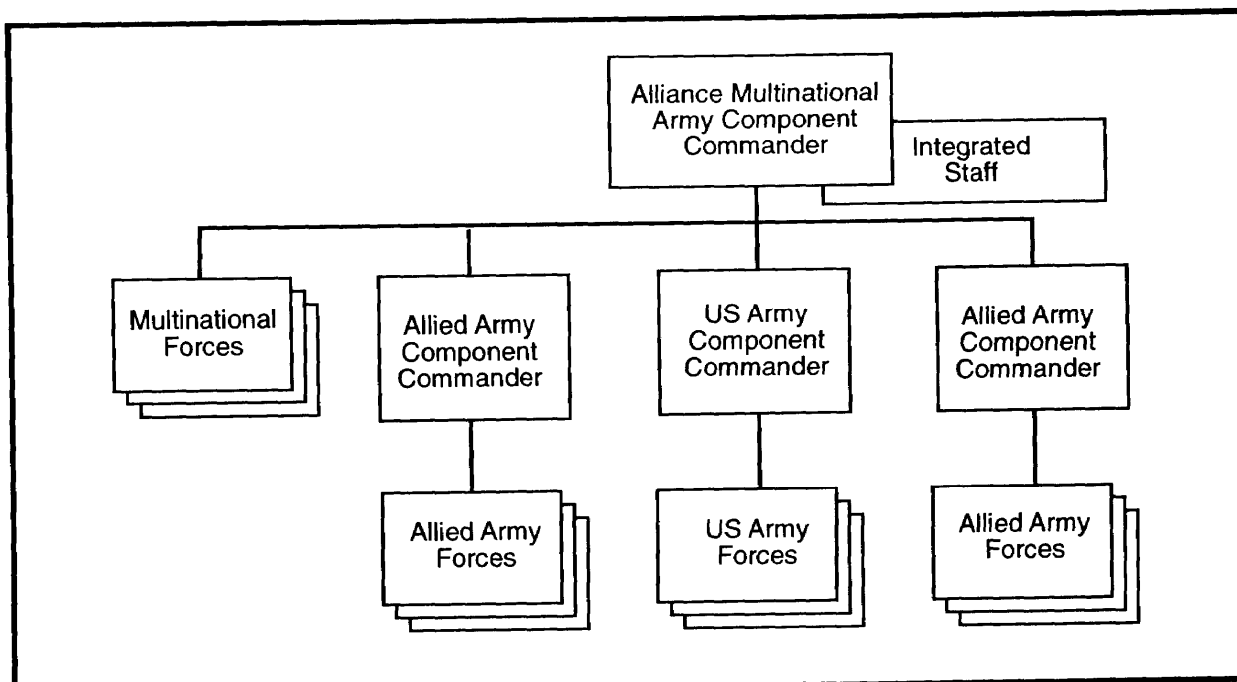 Alliance Multinational
Army Component
Commander
Integrated
Staff
Multinational
Forces
Allied Army
Component
Commander
US Army
Component
Commander
Allied Army
Component
Commander
Allied Army
Forces
US Army
Forces
Allied Army
Forces